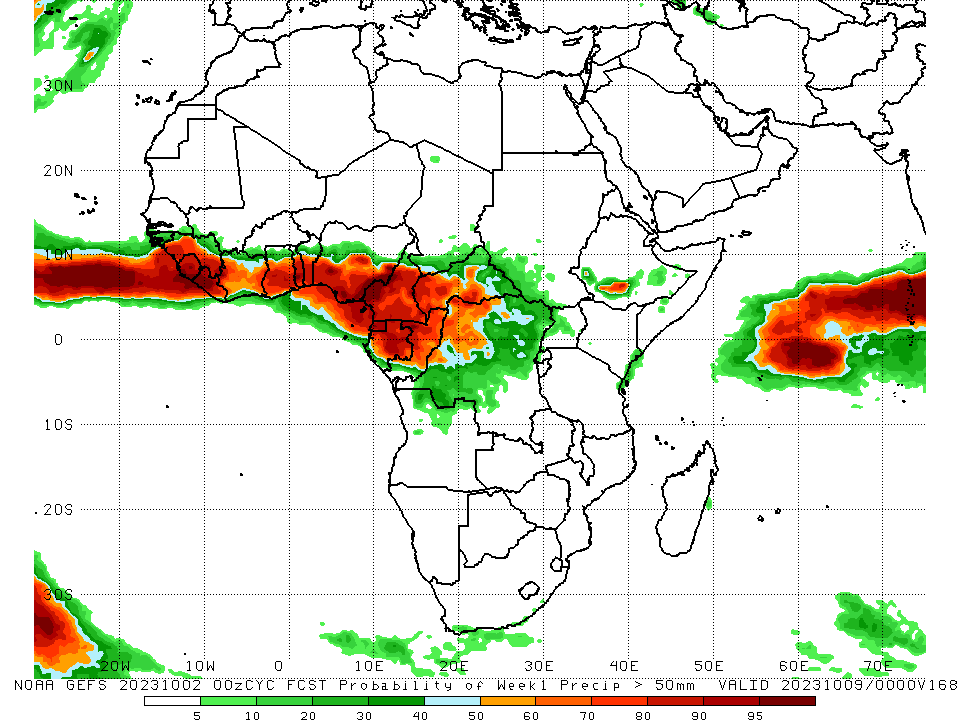 30N
20N
10N
0
10S
20S
30S
20W 10W 0 10E 20E 30E 40E 50E 60E 70E
NOAA GEFS 20231002 00zCYC FCST Probability of Week1 Precip > 50mm VALID 20231009/0000V168
5 10 20 30 40 50 60 70 80 90 95